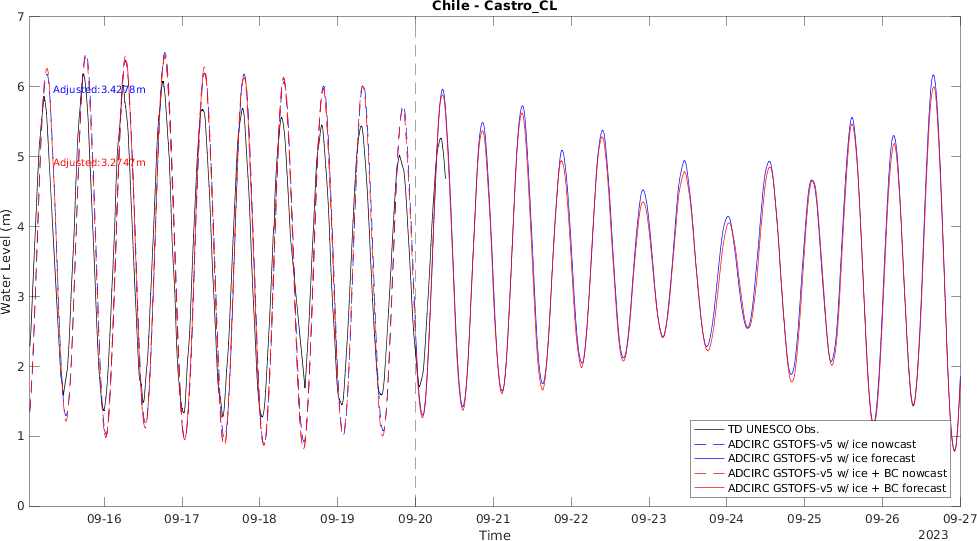 Chile - Castro_CL
7
6
5
4
3
2
1
0
Water Level (m)
Adjusted:3.4278m
Adjusted:3.2747m
TD UNESCO Obs.
ADCIRC GSTOFS-v5 w/ ice nowcast
ADCIRC GSTOFS-v5 w/ ice forecast
ADCIRC GSTOFS-v5 w/ ice + BC nowcast
ADCIRC GSTOFS-v5 w/ ice + BC forecast
09-16 09-17 09-18 09-19 09-20 09-21 09-22 09-23 09-24 09-25 09-26 09-27
Time
2023